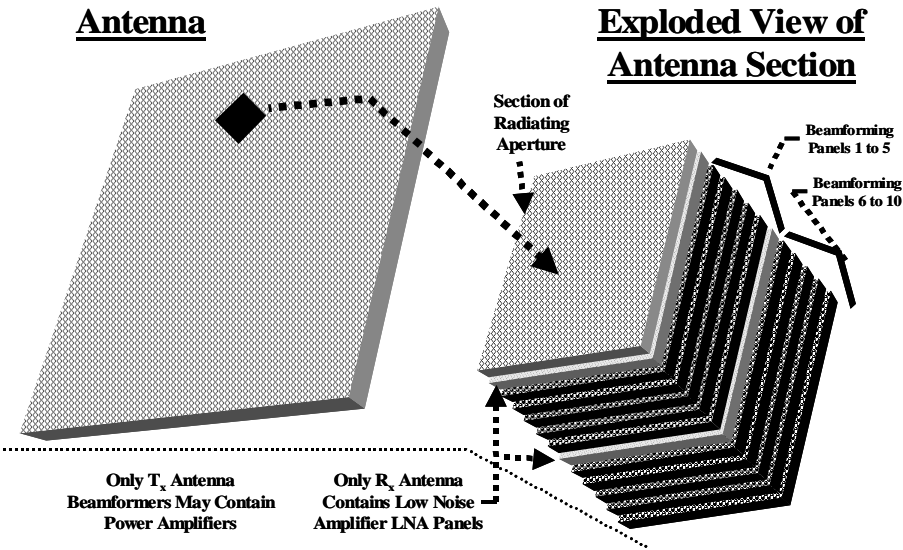 Antenna
Exploded View of
Antenna Section
Section of
Radiating
Aperture
Beamforming
Panels 1 to 5
Beamforming
Panels 6 to 10
Only Tx Antenna
Beamformers May Contain
Power Amplifiers
Only Rx Antenna
Contains Low Noise
Amplifier LNA Panels